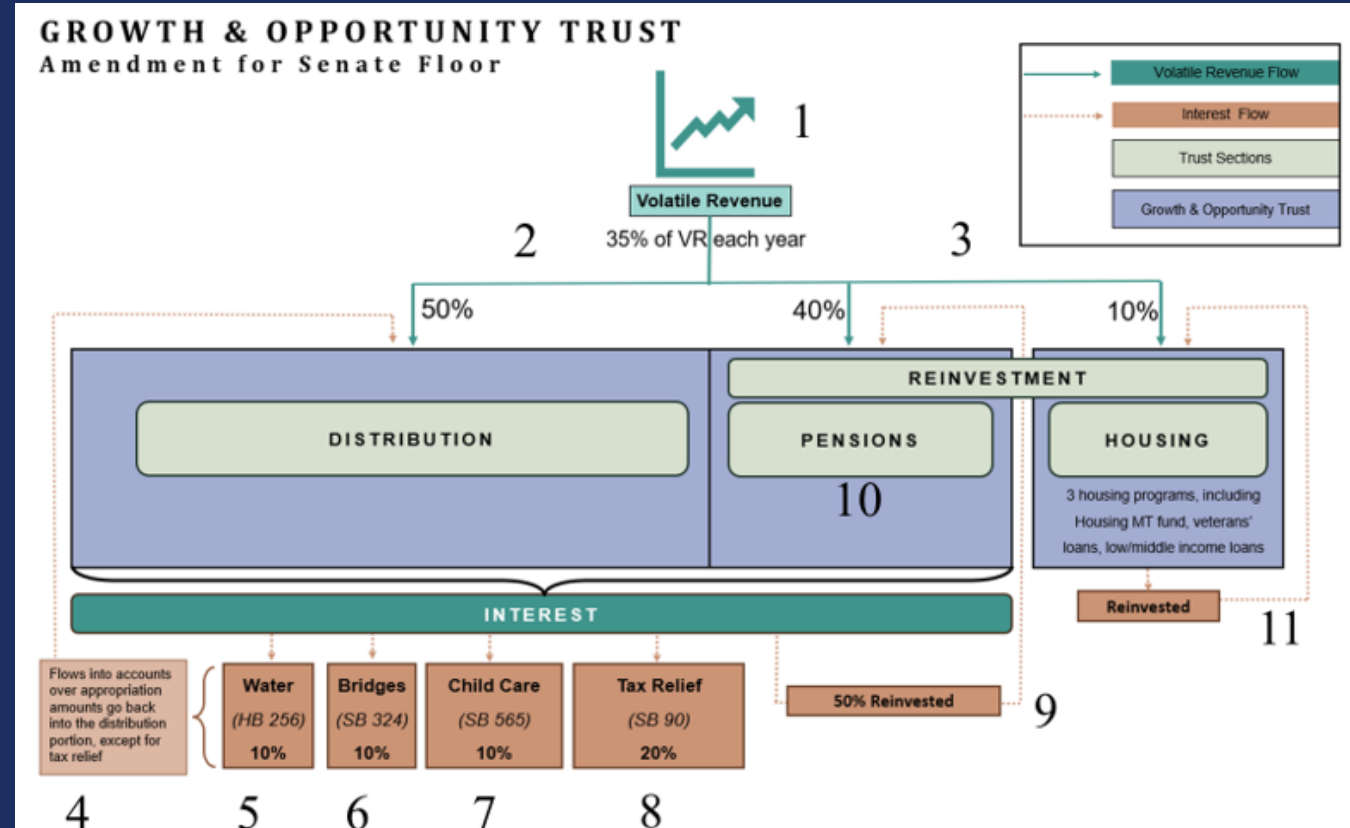 GROWTH & OPPORTUNITY TRUST
Amendment for Senate Floor
Volatile Revenue Flow
Interest Flow
Trust Sections
Growth & Opportunity Trust
1
Volatile Revenue
35% of VR each year
2
3
50%
40%
10%
REINVESTMENT
DISTRIBUTION
PENSIONS
HOUSING
10
3 housing programs, including
Housing MT fund, veterans'
loans, low/middle income loans
INTEREST
Reinvested
11
Flows into accounts
over appropriation
amounts go back
into the distribution
portion, except for
tax relief
Water
(HB 256)
10%
Bridges
(SB 324)
10%
Child Care
(SB 565)
10%
Tax Relief
(SB 90)
20%
50% Reinvested
9
4
5
6
7
8